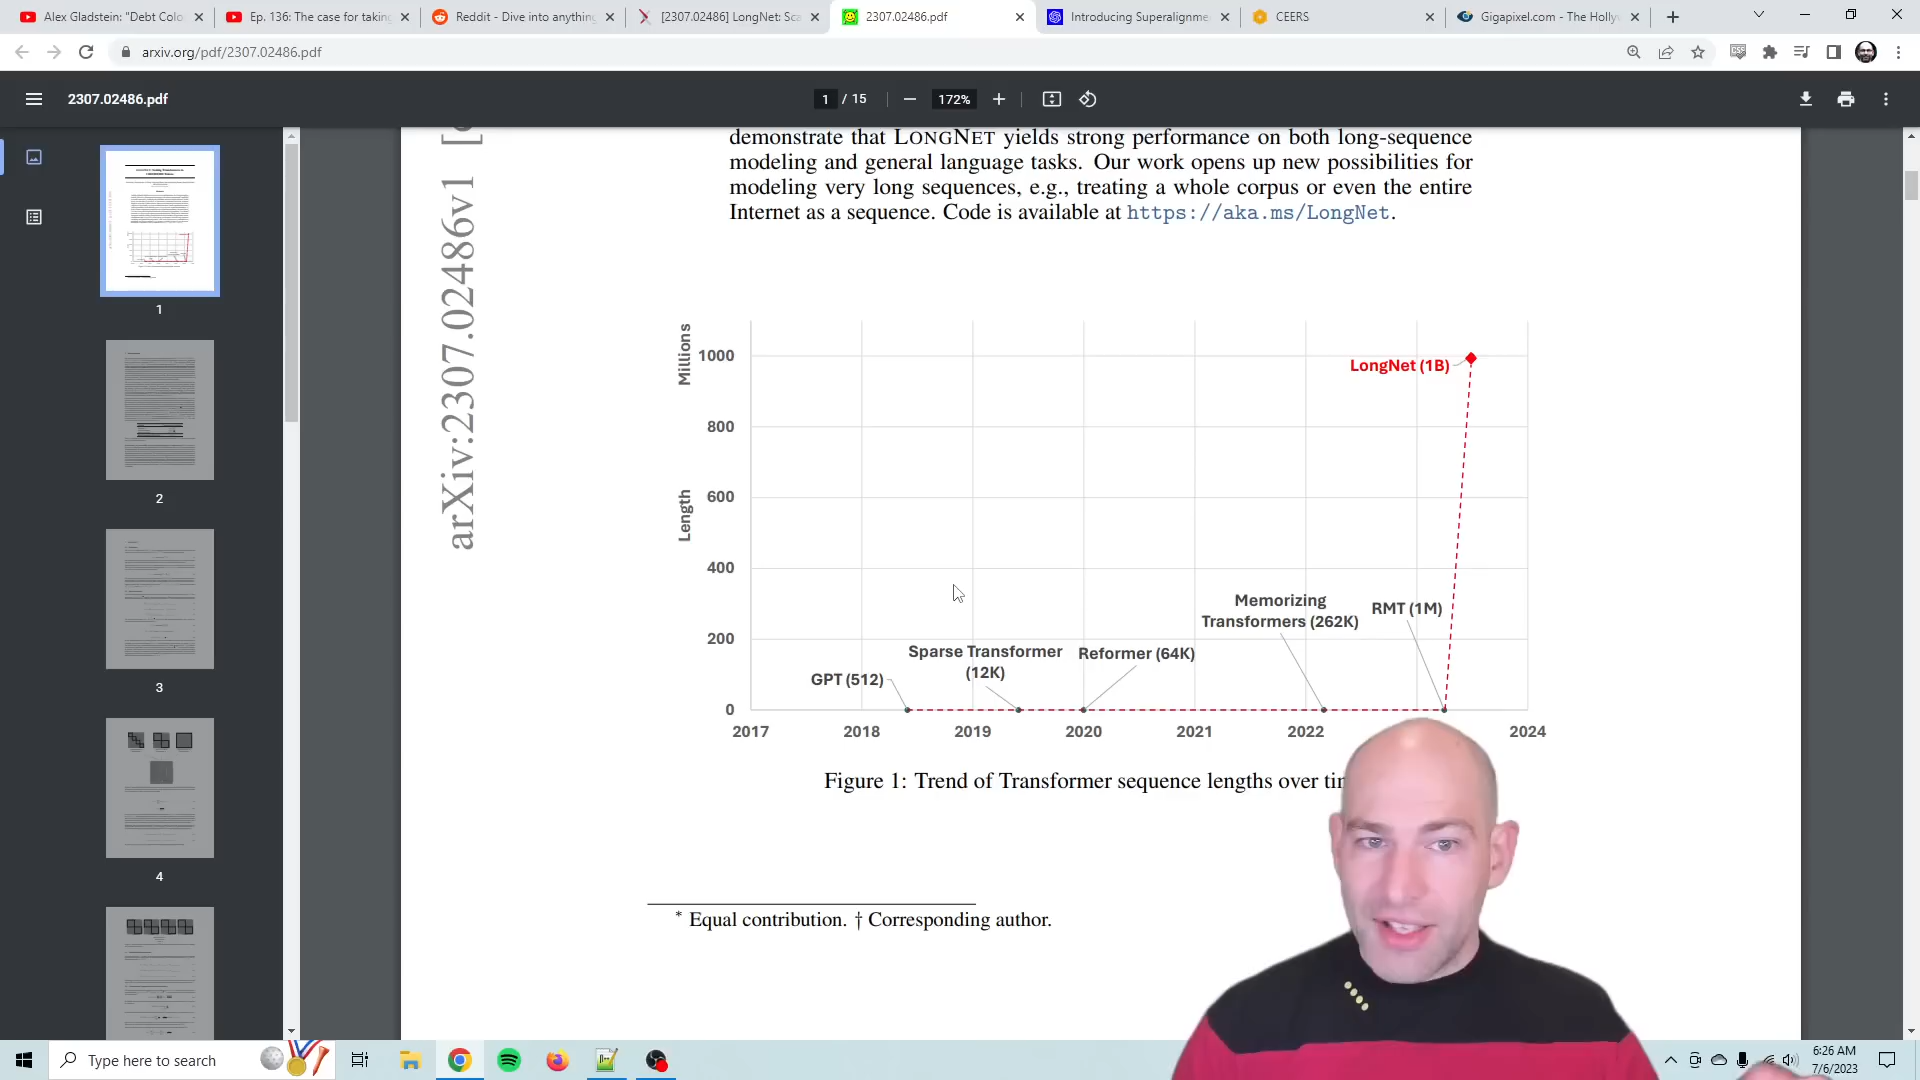 Alex Gladstein: "Debt Colo
Ep. 136: The case for taking
Reddit - Dive into anything
[2307.02486] LongNet: Sca
2307.02486.pdf
Introducing Superalignme
CEERS
Gigapixel.com - The Hollyw
arxiv.org/pdf/2307.02486.pdf
2307.02486.pdf
1 / 15
172%
1
2
3
4
arXiv:2307.02486v1 [c
demonstrate that LONGNET yields strong performance on both long-sequence
modeling and general language tasks. Our work opens up new possibilities for
modeling very long sequences, e.g., treating a whole corpus or even the entire
Internet as a sequence. Code is available at https://aka.ms/LongNet.
Millions
Length
1000
800
600
400
200
0
LongNet (1B)
Memorizing
Transformers (262K)
RMT (1M)
Sparse Transformer
(12K)
Reformer (64K)
GPT (512)
2017
2018
2019
2020
2021
2022
2024
Figure 1: Trend of Transformer sequence lengths over tim
* Equal contribution. † Corresponding author.
Type here to search
6:26 AM
7/6/2023